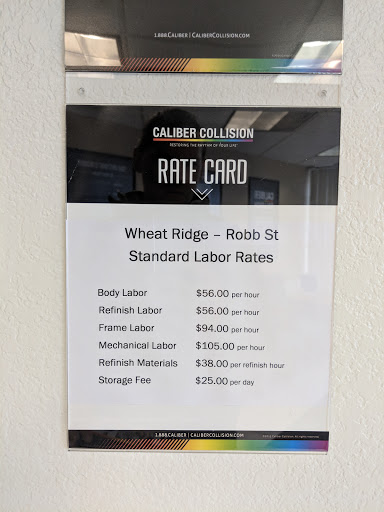 1.888.CALIBER | CALIBERCOLLISION.COM
CALIBER COLLISION
RESTORING THE RHYTHM OF YOUR LIFE®
RATE CARD
Wheat Ridge – Robb St
Standard Labor Rates
Body Labor $56.00 per hour
Refinish Labor $56.00 per hour
Frame Labor $94.00 per hour
Mechanical Labor $105.00 per hour
Refinish Materials $38.00 per refinish hour
Storage Fee $25.00 per day
1.888.CALIBER | CALIBERCOLLISION.COM